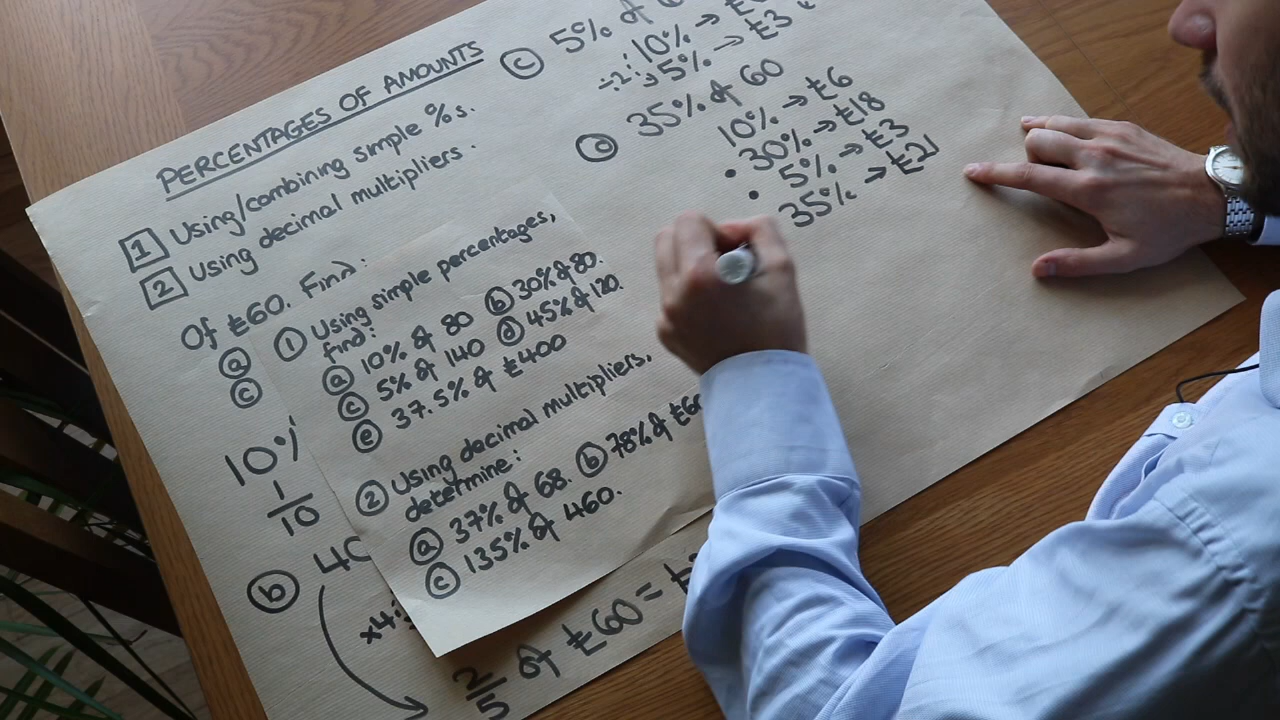 PERCENTAGES OF AMOUNTS
1 Using/combining simple %s.
2 Using decimal multipliers.
Of £60. Find:
a
c
10%
1/10
b 40
x4
2/5 of £60 =
1 Using simple percentages,
find:
a 10% of 80 b 30% of 80.
c 5% of 140 d 45% of 120.
e 37.5% of £400
2 Using decimal multipliers,
determine:
a 37% of 68. b 78% of
c 135% of 460.
c 5% of
10% →
÷2: 5% → £3
35% of 60
10% → £6
• 30% → £18
• 5% → £3
35% → £21